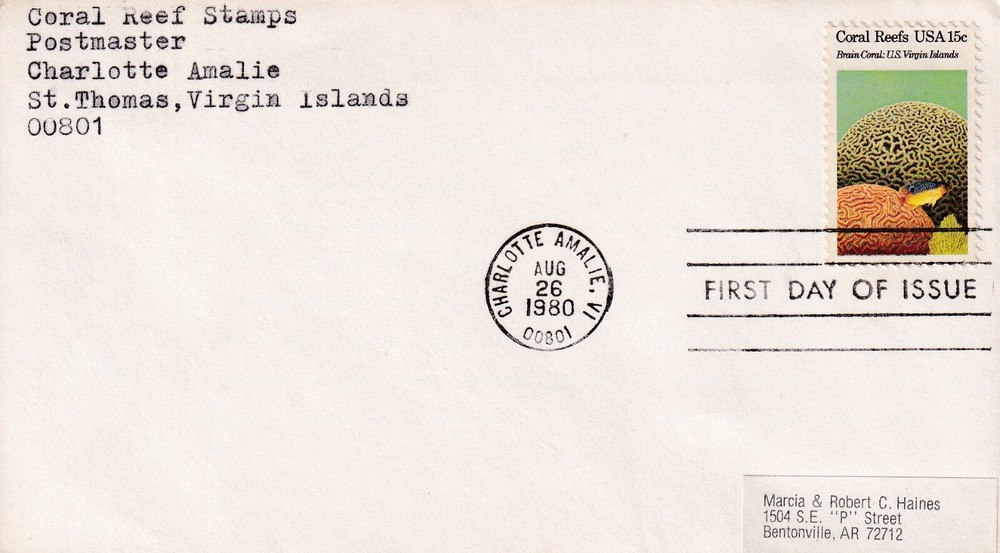 Coral Reef Stamps
Postmaster
Charlotte Amalie
St.Thomas,Virgin Islands
00801
Coral Reefs USA 15c
Brain Coral: U.S. Virgin Islands
CHARLOTTE AMALIE, VI
AUG
26
1980
00801
FIRST DAY OF ISSUE
Marcia & Robert C. Haines
1504 S.E. "P" Street
Bentonville, AR 72712